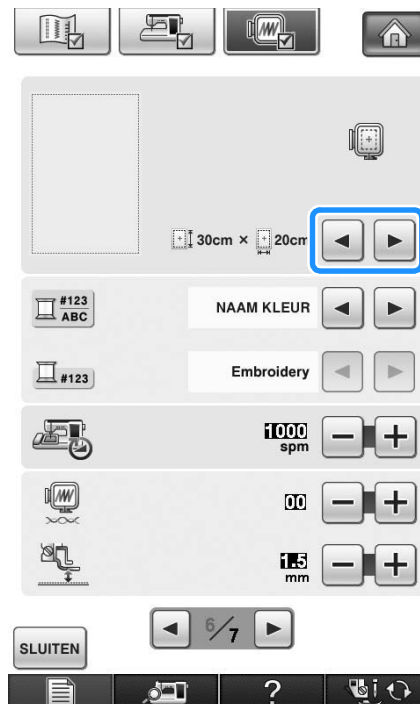 30cm × 20cm
#123
ABC
NAAM KLEUR
#123
Embroidery
1000
spm
00
1.5
mm
6/7
SLUITEN
?